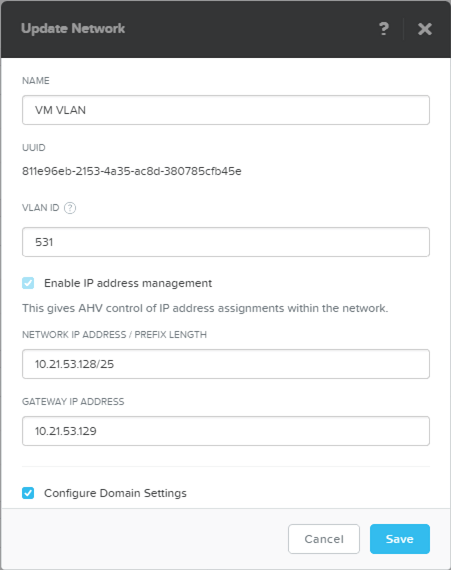 Update Network
?
NAME
VM VLAN
UUID
811e96eb-2153-4a35-ac8d-380785cfb45e
VLAN ID ?
531
Enable IP address management
This gives AHV control of IP address assignments within the network.
NETWORK IP ADDRESS / PREFIX LENGTH
10.21.53.128/25
GATEWAY IP ADDRESS
10.21.53.129
Configure Domain Settings
Cancel
Save